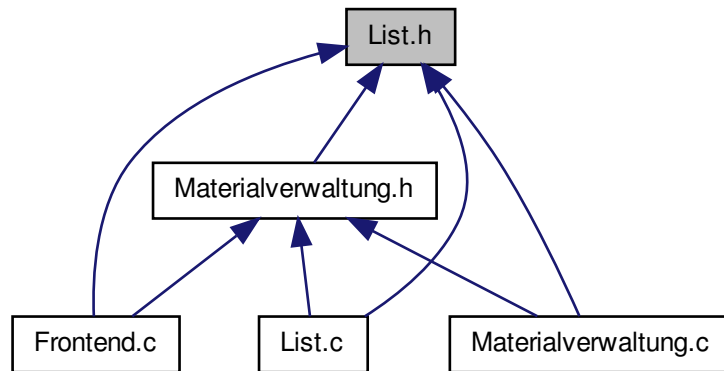 List.h
Materialverwaltung.h
Frontend.c
List.c
Materialverwaltung.c